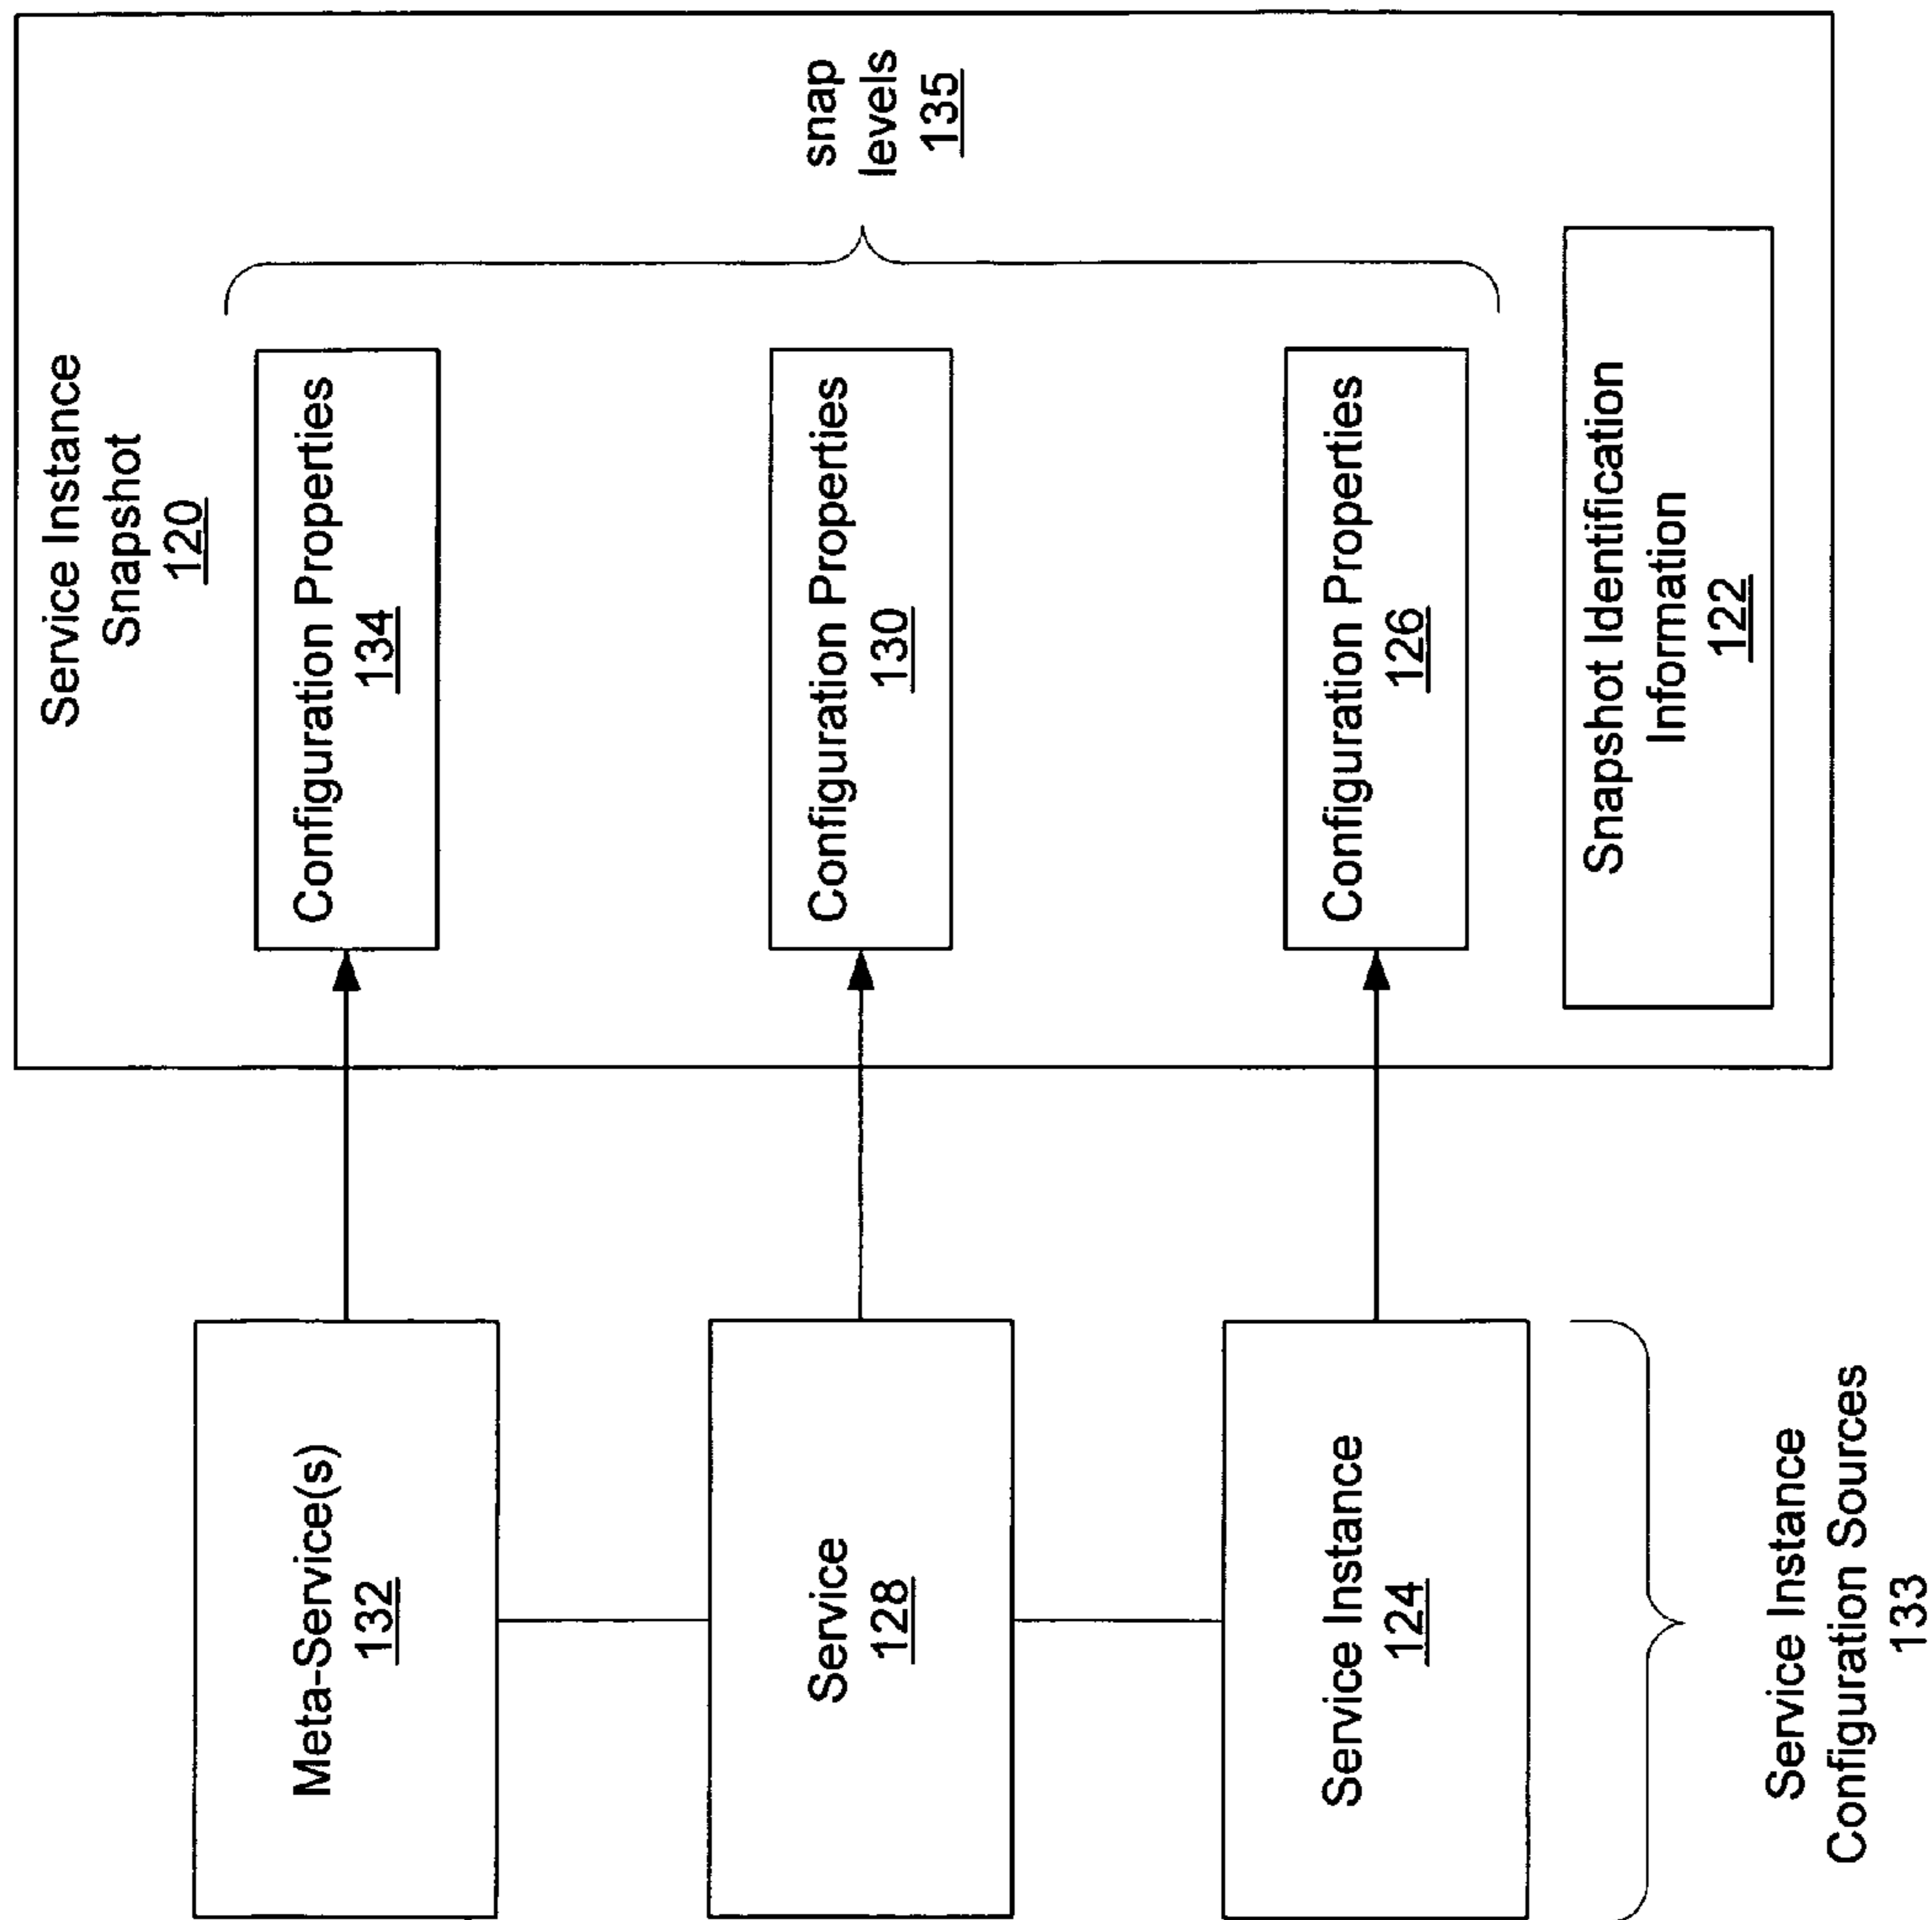 Service Instance
Snapshot
120
snap
levels
135
Configuration Properties
134
Configuration Properties
130
Configuration Properties
126
Snapshot Identification
Information
122
Meta-Service(s)
132
Service
128
Service Instance
124
Service Instance
Configuration Sources
133